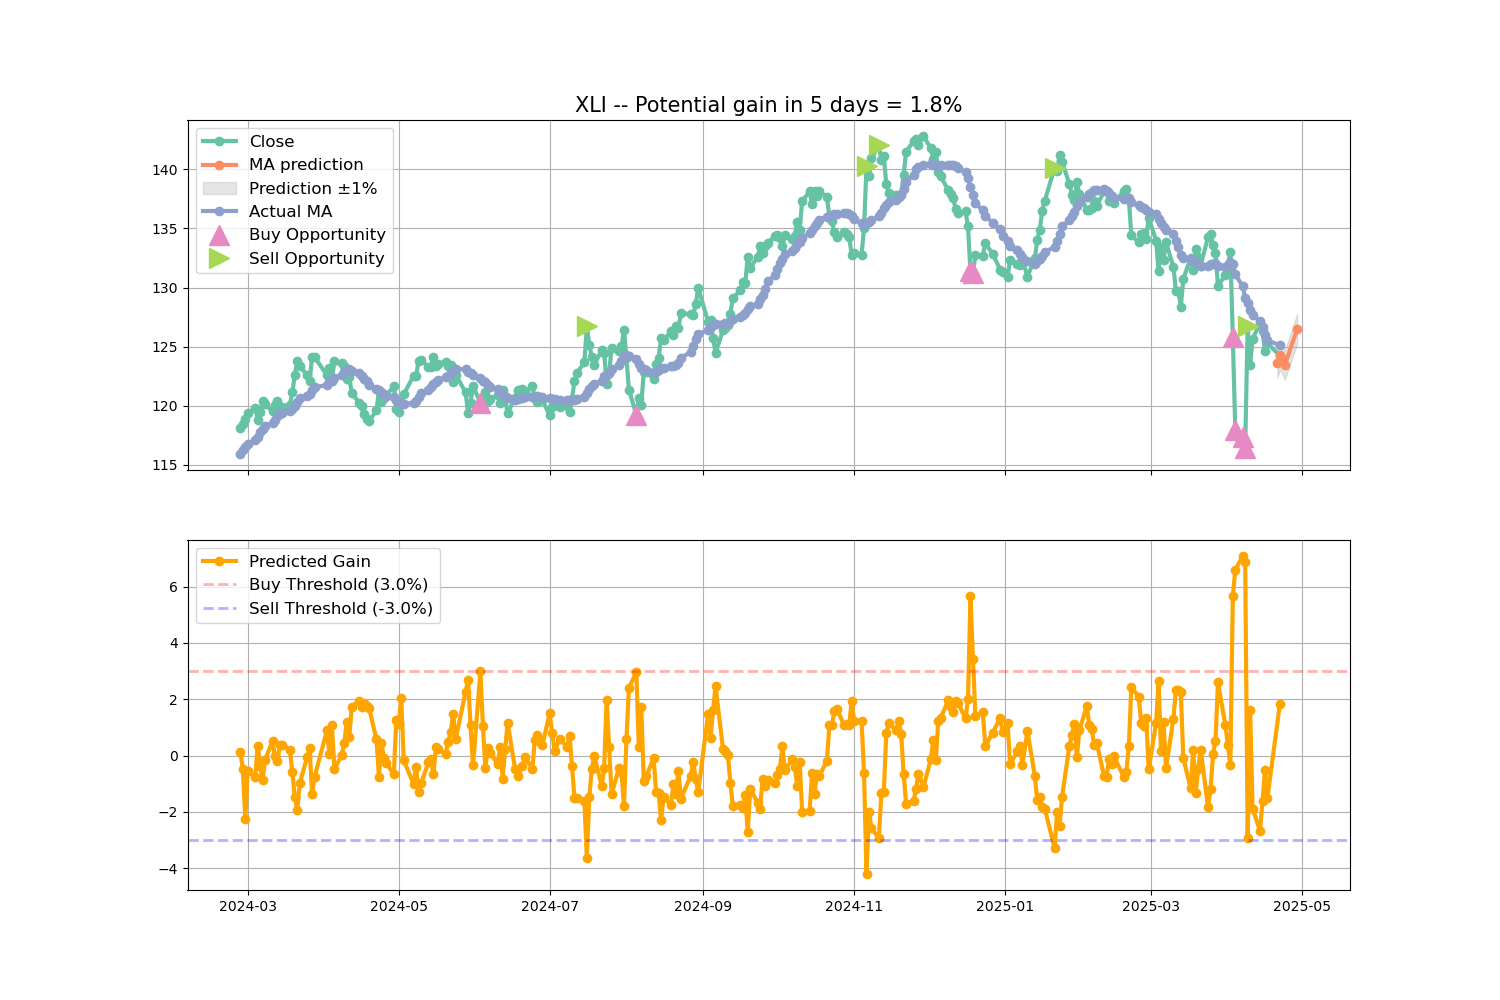 XLI -- Potential gain in 5 days = 1.8%
Close
MA prediction
Prediction ±1%
Actual MA
Buy Opportunity
Sell Opportunity
140
135
130
125
120
115
Predicted Gain
Buy Threshold (3.0%)
Sell Threshold (-3.0%)
6
4
2
0
−2
−4
2024-03 2024-05 2024-07 2024-09 2024-11 2025-01 2025-03 2025-05